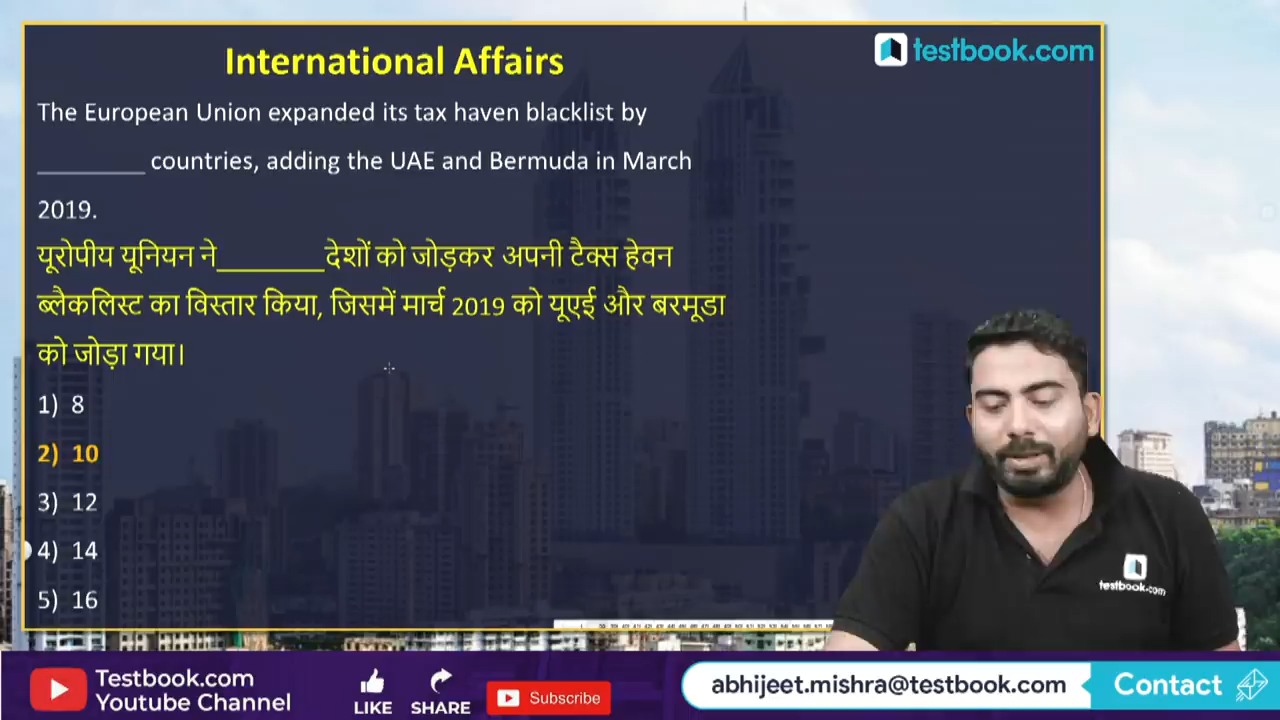 International Affairs
testbook.com
The European Union expanded its tax haven blacklist by
_________ countries, adding the UAE and Bermuda in March
2019.
यूरोपीय यूनियन ने_________देशों को जोड़कर अपनी टैक्स हेवन
ब्लैकलिस्ट का विस्तार किया, जिसमें मार्च 2019 को यूएई और बरमूडा
को जोड़ा गया।
1) 8
2) 10
3) 12
4) 14
5) 16
testbook.com
Testbook.com
Youtube Channel
LIKE
SHARE
Subscribe
abhijeet.mishra@testbook.com
Contact